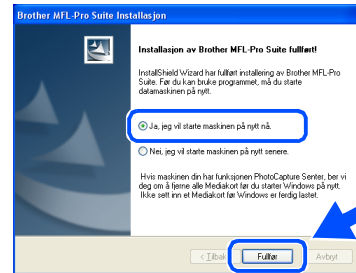 Brother MFL-Pro Suite Installasjon
Installasjon av Brother MFL-Pro Suite fullført!
InstallShield Wizard har fullført installering av Brother MFL-Pro
Suite. Før du kan bruke programmet, må du starte
datamaskinen på nytt.
Ja, jeg vil starte maskinen på nytt nå.
Nei, jeg vil starte maskinen på nytt senere.
Hvis maskinen din har funksjonen PhotoCapture Senter, ber vi
deg om å fjerne alle Mediakort før du starter Windows på nytt.
Ikke sett inn et Mediakort før Windows er ferdig lastet.
< Tilbake Fullfør Avbryt